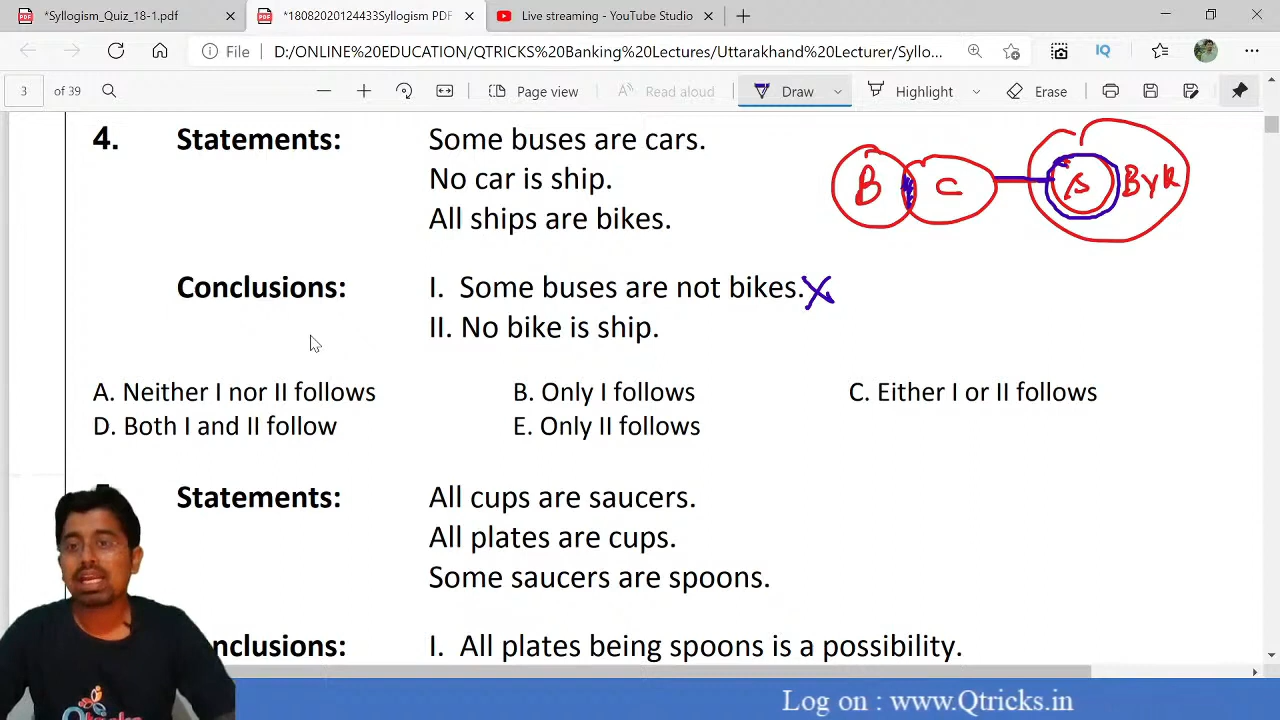 *Syllogism_Quiz_18-1.pdf
*18082020124433Syllogism PDF
Live streaming - YouTube Studio
File D:/ONLINE%20EDUCATION/QTRICKS%20Banking%20Lectures/Uttarakhand%20Lecturer/Syllo...
IQ
3 of 39
Page view
Read aloud
Draw
Highlight
Erase
4. Statements: Some buses are cars.
No car is ship.
All ships are bikes.
B C s Byk
Conclusions: I. Some buses are not bikes. X
II. No bike is ship.
A. Neither I nor II follows B. Only I follows C. Either I or II follows
D. Both I and II follow E. Only II follows
Statements: All cups are saucers.
All plates are cups.
Some saucers are spoons.
nclusions: I. All plates being spoons is a possibility.
Qtricks
Log on : www.Qtricks.in